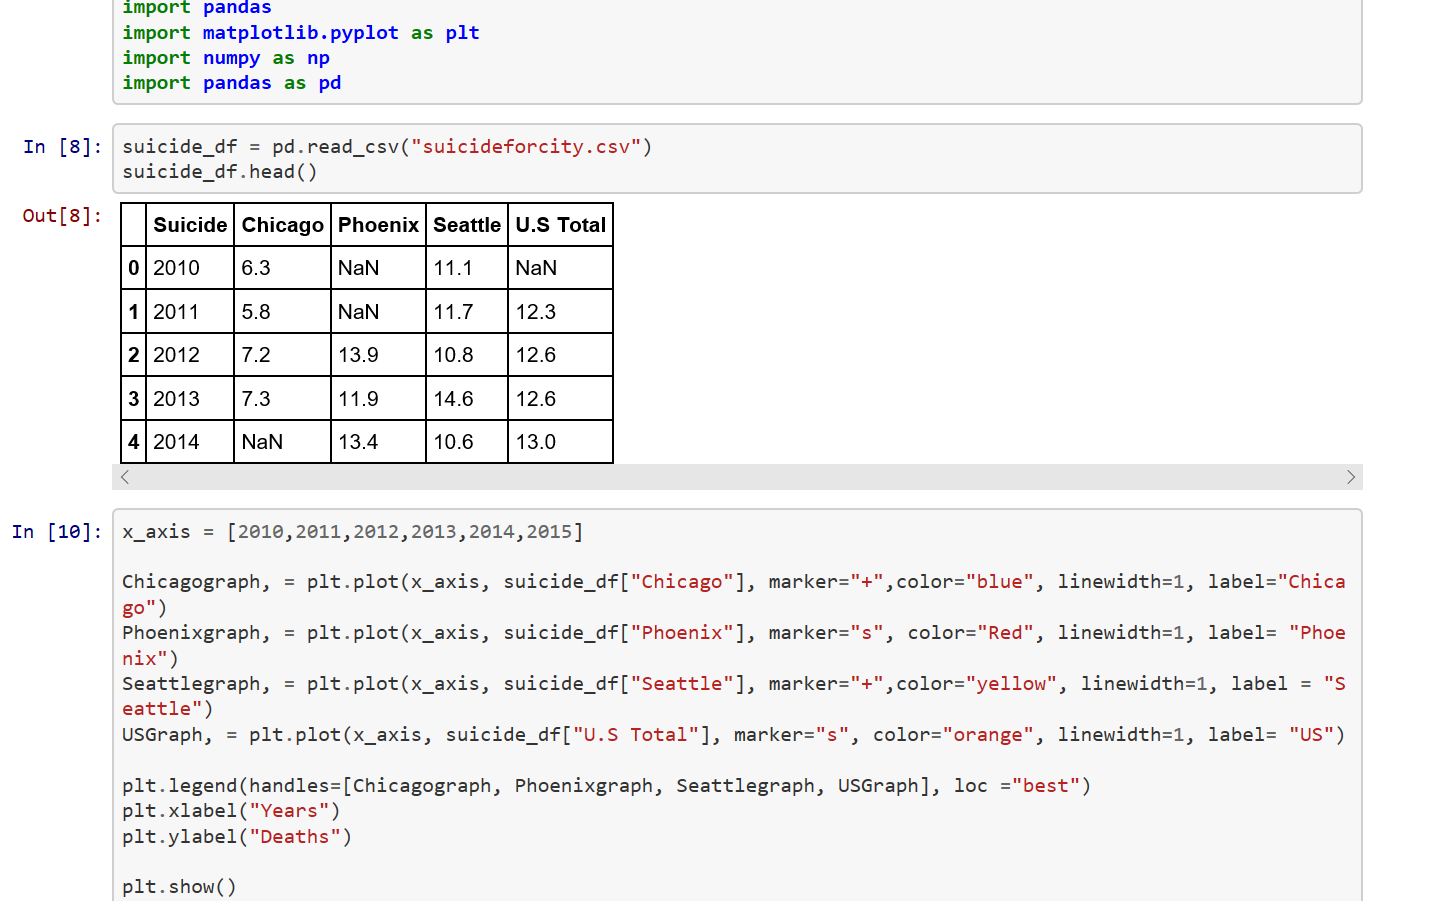 import pandas
import matplotlib.pyplot as plt
import numpy as np
import pandas as pd
In [8]: suicide_df = pd.read_csv("suicideforcity.csv")
suicide_df.head()
Out[8]:
Suicide Chicago Phoenix Seattle U.S Total
0 2010 6.3 NaN 11.1 NaN
1 2011 5.8 NaN 11.7 12.3
2 2012 7.2 13.9 10.8 12.6
3 2013 7.3 11.9 14.6 12.6
4 2014 NaN 13.4 10.6 13.0
In [10]: x_axis = [2010,2011,2012,2013,2014,2015]
Chicagograph, = plt.plot(x_axis, suicide_df["Chicago"], marker="+",color="blue", linewidth=1, label="Chica
go")
Phoenixgraph, = plt.plot(x_axis, suicide_df["Phoenix"], marker="s", color="Red", linewidth=1, label= "Phoe
nix")
Seattlegraph, = plt.plot(x_axis, suicide_df["Seattle"], marker="+",color="yellow", linewidth=1, label = "S
eattle")
USGraph, = plt.plot(x_axis, suicide_df["U.S Total"], marker="s", color="orange", linewidth=1, label= "US")
plt.legend(handles=[Chicagograph, Phoenixgraph, Seattlegraph, USGraph], loc ="best")
plt.xlabel("Years")
plt.ylabel("Deaths")
plt.show()